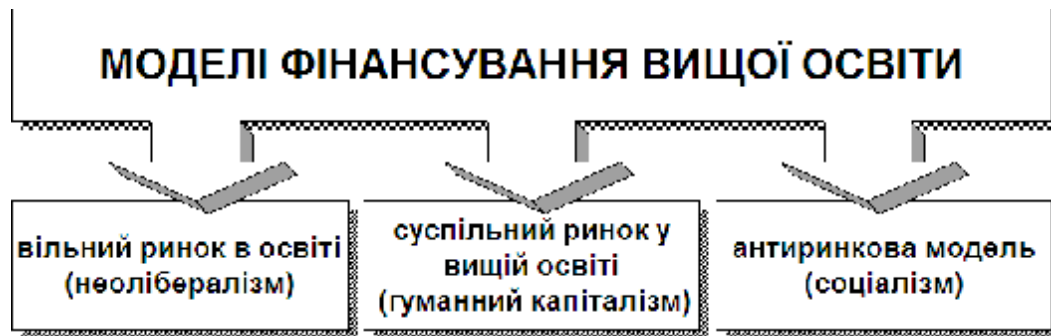 МОДЕЛІ ФІНАНСУВАННЯ ВИЩОЇ ОСВІТИ
вільний ринок в освіті
(неолібералізм)
суспільний ринок у
вищій освіті
(гуманний капіталізм)
антиринкова модель
(соціалізм)